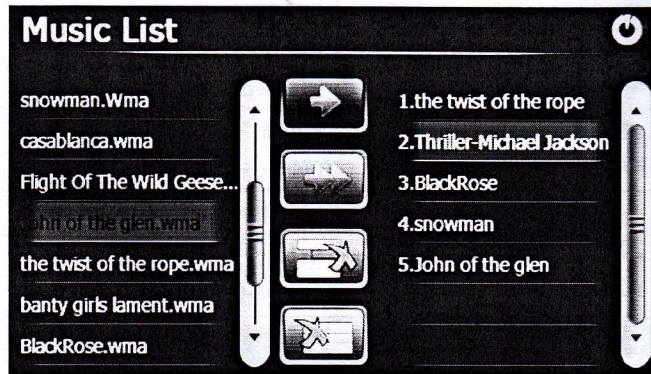 Music List
snowman.Wma
casablanca.wma
Flight Of The Wild Geese...
John of the glen.wma
the twist of the rope.wma
banty girls lament.wma
BlackRose.wma
1.the twist of the rope
2.Thriller-Michael Jackson
3.BlackRose
4.snowman
5.John of the glen